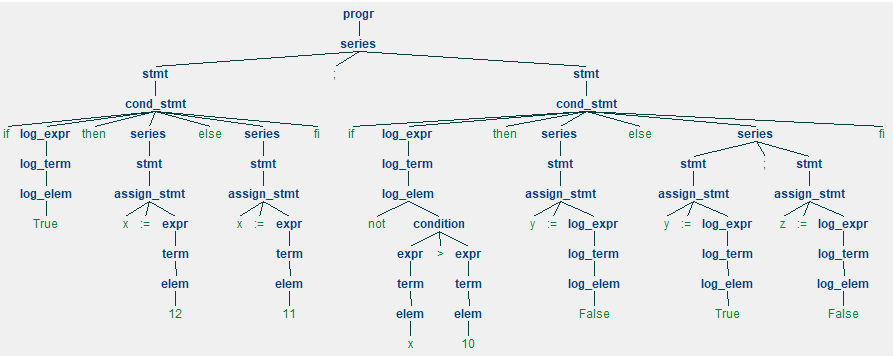 progr
series
stmt ; stmt
cond_stmt cond_stmt
if log_expr then series else series fi if log_expr then series else series fi
log_term stmt stmt log_term stmt stmt ; stmt
log_elem assign_stmt assign_stmt log_elem assign_stmt assign_stmt assign_stmt
True x := expr x := expr not condition y := log_expr y := log_expr z := log_expr
term term expr > expr log_term log_term log_term
elem elem term term log_elem log_elem log_elem
12 11 elem elem False True False
x 10